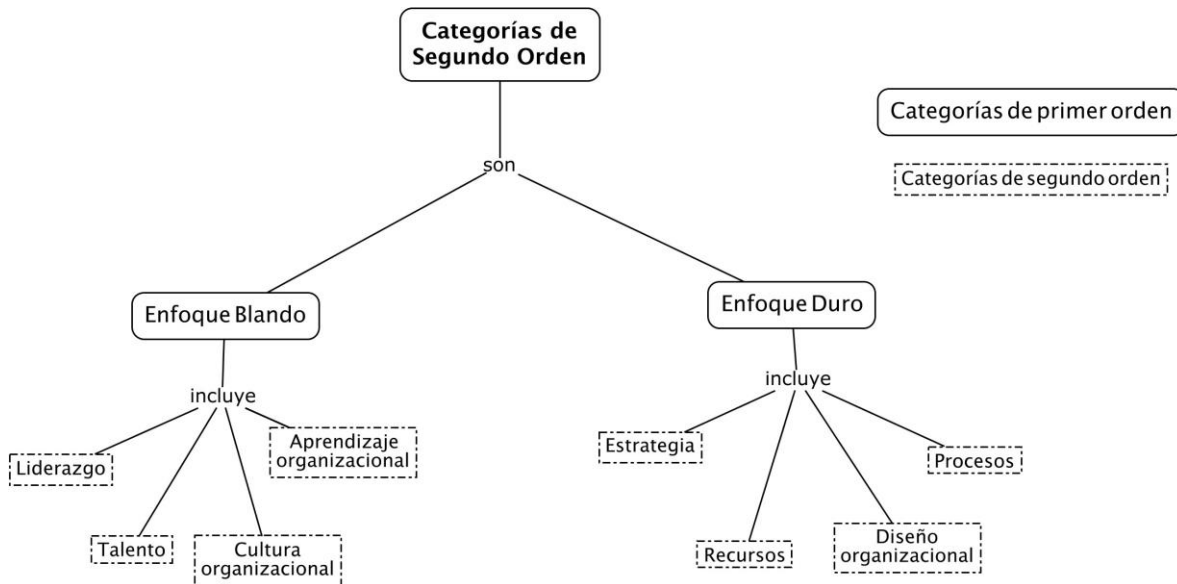 Categorías de
Segundo Orden
Categorías de primer orden
Categorías de segundo orden
son
Enfoque Blando
Enfoque Duro
incluye
incluye
Liderazgo
Aprendizaje
organizacional
Talento
Cultura
organizacional
Estrategia
Procesos
Recursos
Diseño
organizacional